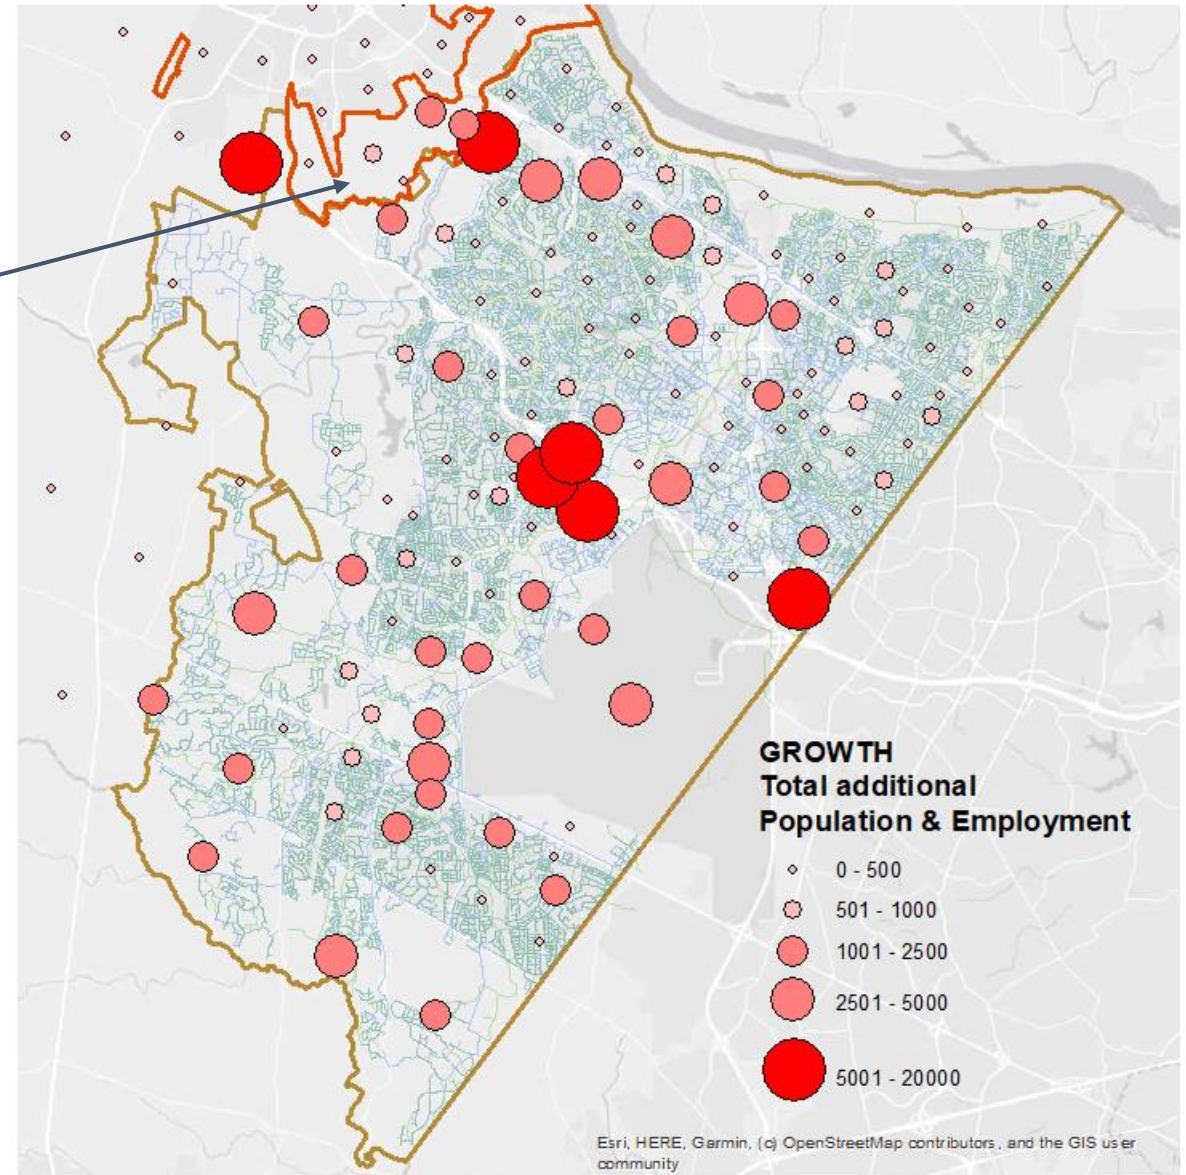 GROWTH
Total additional
Population & Employment
0 - 500
501 - 1000
1001 - 2500
2501 - 5000
5001 - 20000
Esri, HERE, Garmin, (c) OpenStreetMap contributors, and the GIS user
community